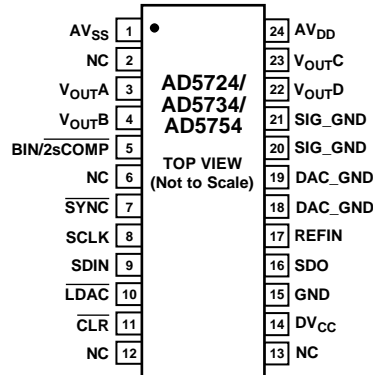 AVSS 1
NC 2
VOUTA 3
VOUTB 4
BIN/2sCOMP 5
NC 6
SYNC 7
SCLK 8
SDIN 9
LDAC 10
CLR 11
NC 12
AD5724/
AD5734/
AD5754
TOP VIEW
(Not to Scale)
24 AVDD
23 VOUTC
22 VOUTD
21 SIG_GND
20 SIG_GND
19 DAC_GND
18 DAC_GND
17 REFIN
16 SDO
15 GND
14 DVCC
13 NC